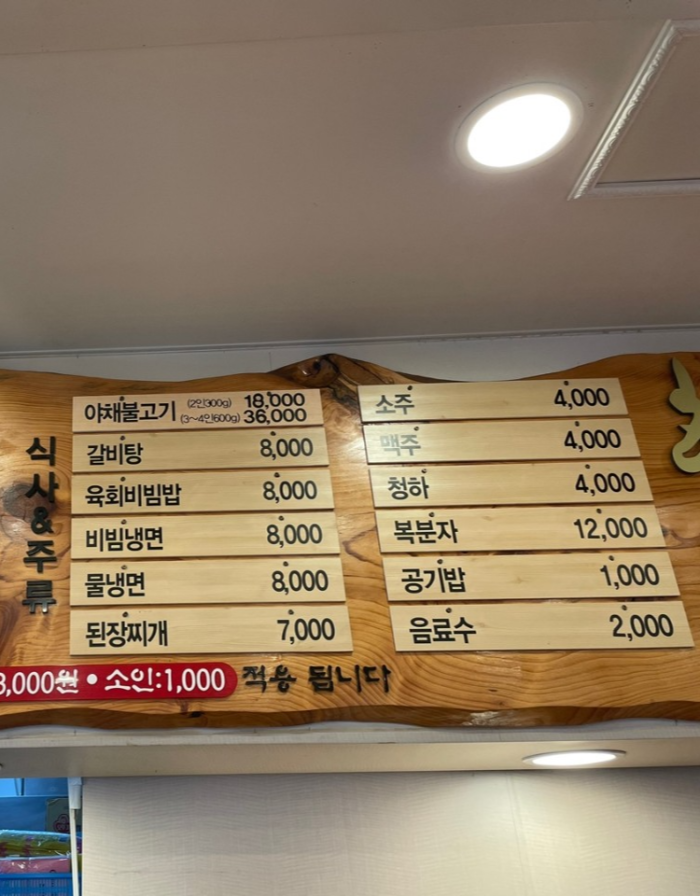 식사&주류
야채불고기 (2인300g) 18,000
(3~4인600g) 36,000
갈비탕 8,000
육회비빔밥 8,000
비빔냉면 8,000
물냉면 8,000
된장찌개 7,000
소주 4,000
맥주 4,000
청하 4,000
복분자 12,000
공기밥 1,000
음료수 2,000
3,000원 • 소인:1,000 적용 됩니다